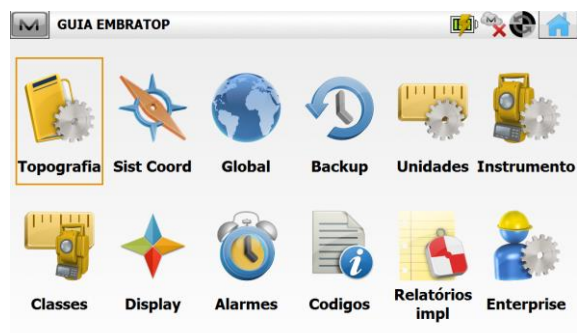 GUIA EMBRATOP
Topografia Sist Coord Global Backup Unidades Instrumento
Classes Display Alarmes Codigos Relatórios impl Enterprise